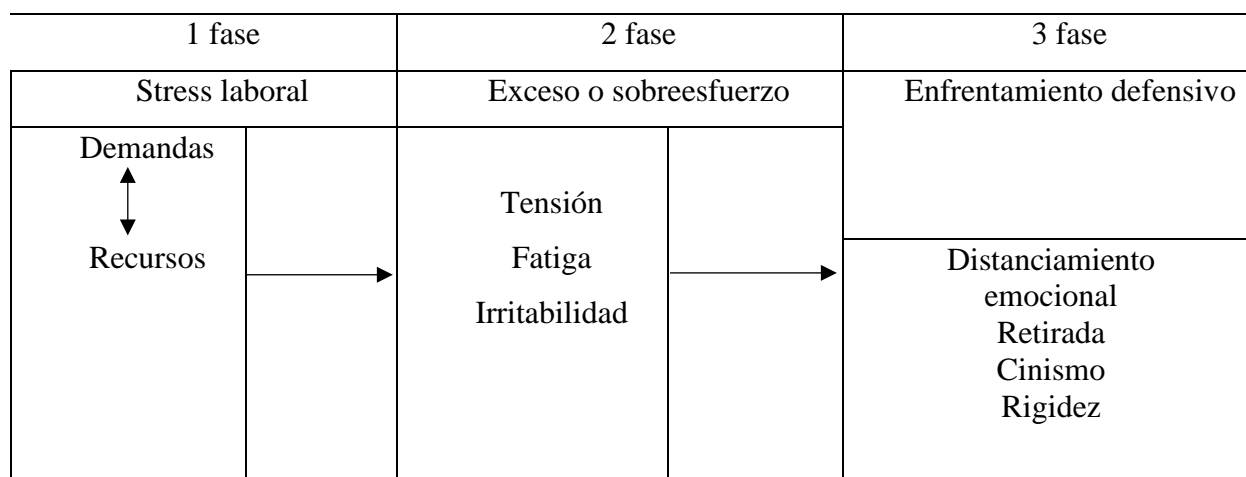 1 fase
2 fase
3 fase
Stress laboral
Exceso o sobreesfuerzo
Enfrentamiento defensivo
Demandas
Recursos
Tensión
Fatiga
Irritabilidad
Distanciamiento
emocional
Retirada
Cinismo
Rigidez